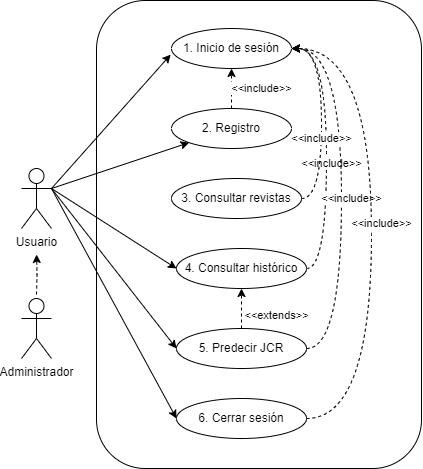 1. Inicio de sesión
<<include>>
2. Registro
<<include>>
<<include>>
3. Consultar revistas
<<include>>
<<include>>
Usuario
4. Consultar histórico
<<extends>>
5. Predecir JCR
Administrador
6. Cerrar sesión